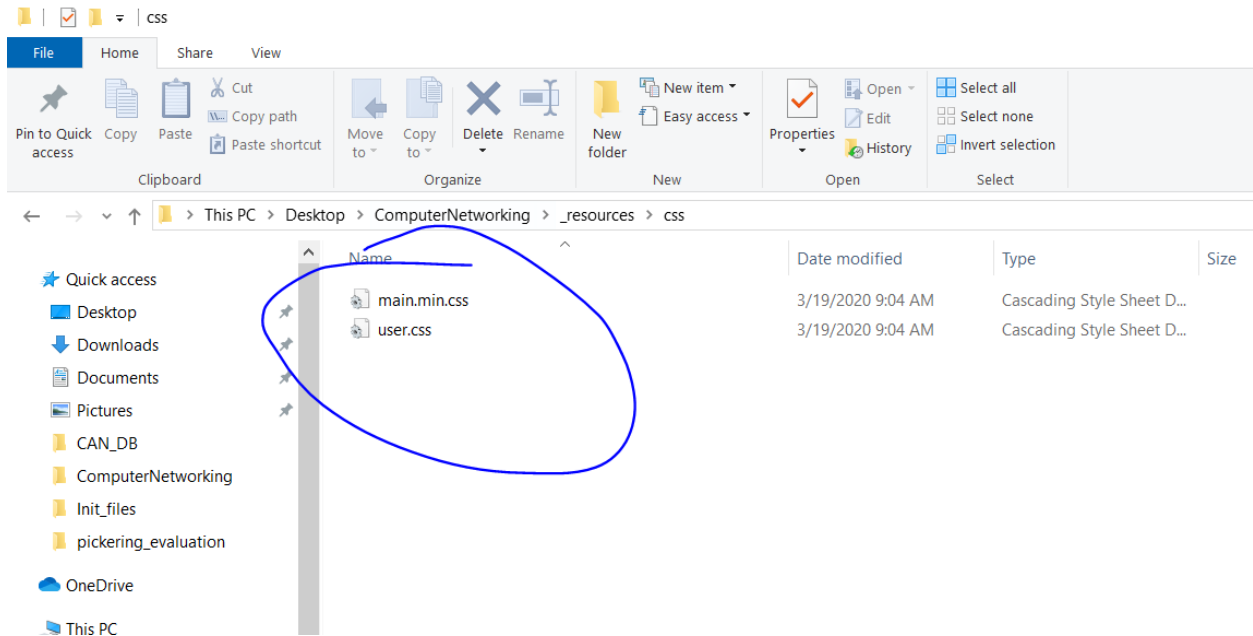 css
File Home Share View
Pin to Quick access
Copy
Paste
Cut
Copy path
Paste shortcut
Clipboard
Move to
Copy to
Delete
Rename
Organize
New folder
New item
Easy access
New
Properties
Open
Edit
History
Open
Select all
Select none
Invert selection
Select
This PC > Desktop > ComputerNetworking > _resources > css
Name Date modified Type Size
main.min.css 3/19/2020 9:04 AM Cascading Style Sheet D...
user.css 3/19/2020 9:04 AM Cascading Style Sheet D...
Quick access
Desktop
Downloads
Documents
Pictures
CAN_DB
ComputerNetworking
Init_files
pickering_evaluation
OneDrive
This PC